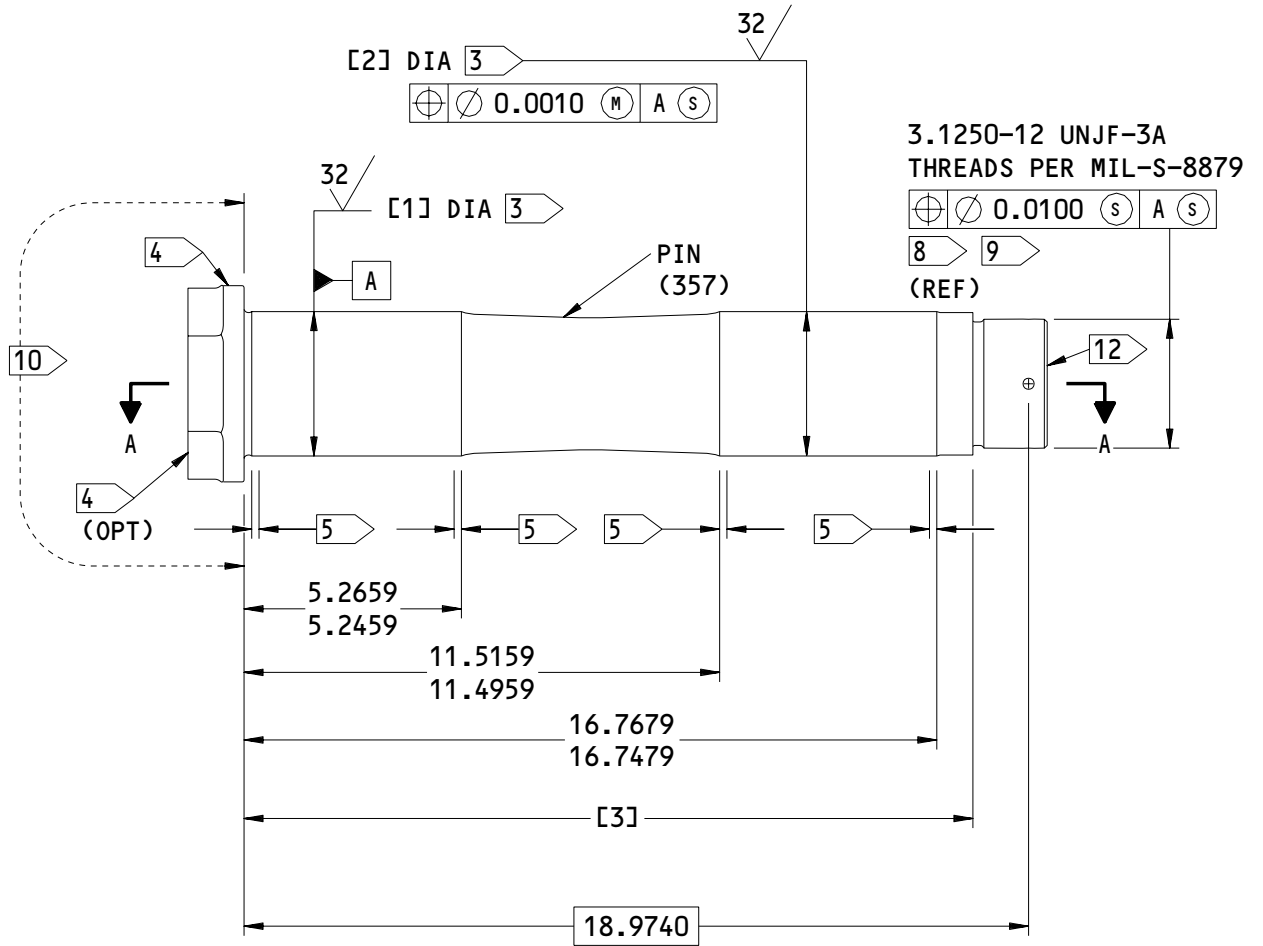 32
[2] DIA 3
⌖ ⌀ 0.0010 Ⓜ A Ⓢ
3.1250-12 UNJF-3A
THREADS PER MIL-S-8879
⌖ ⌀ 0.0100 Ⓢ A Ⓢ
8 9
(REF)
32
[1] DIA 3
A
PIN
(357)
4
10
12
A
A
4
(OPT)
5
5
5
5
5.2659
5.2459
11.5159
11.4959
16.7679
16.7479
[3]
18.9740